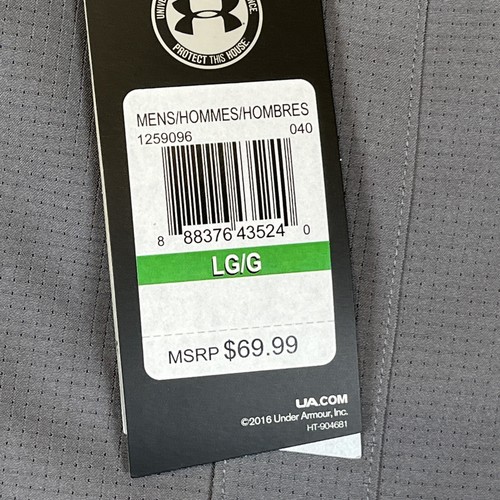 PROTECT THIS HOUSE
MENS/HOMMES/HOMBRES
1259096 040
8 88376 43524 0
LG/G
MSRP $69.99
UA.COM
©2016 Under Armour, Inc.
HT-904681